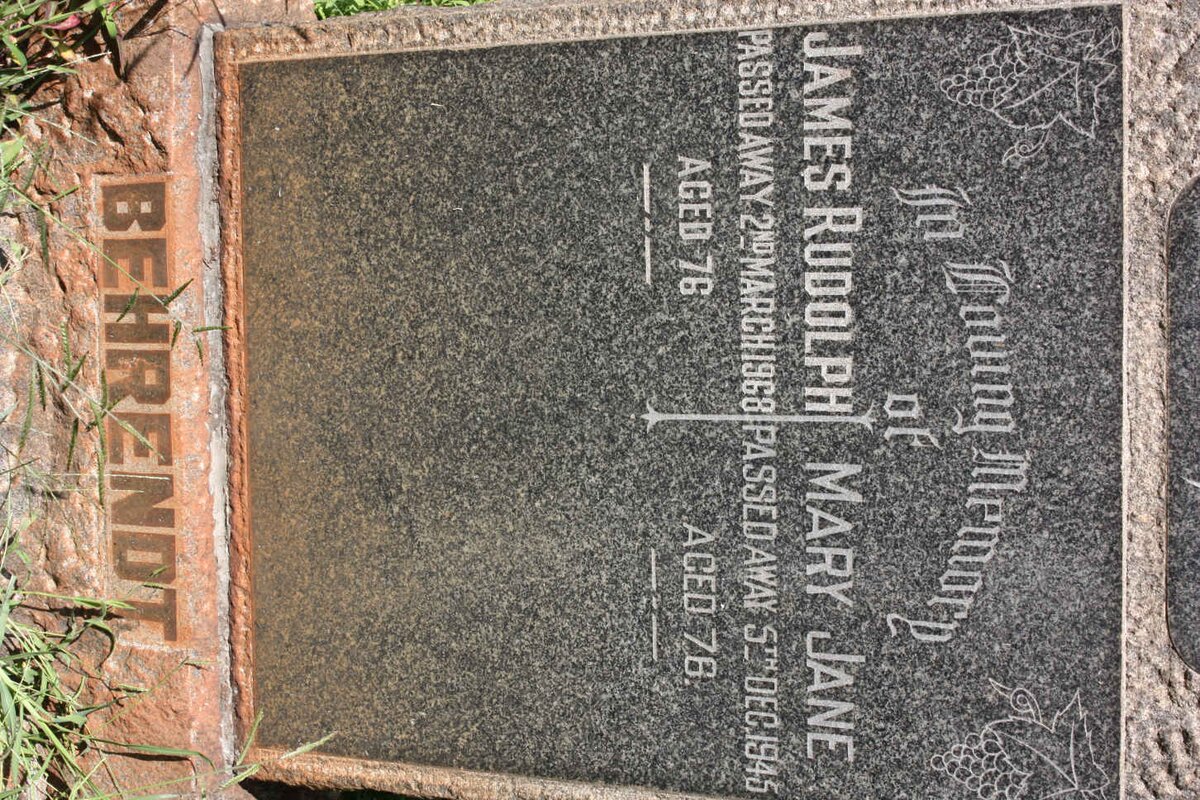 In Loving Memory
of
JAMES RUDOLPH
PASSED AWAY 2ND MARCH 1968
AGED 76
MARY JANE
PASSED AWAY 5TH DEC. 1945
AGED 78
BEHRENDT